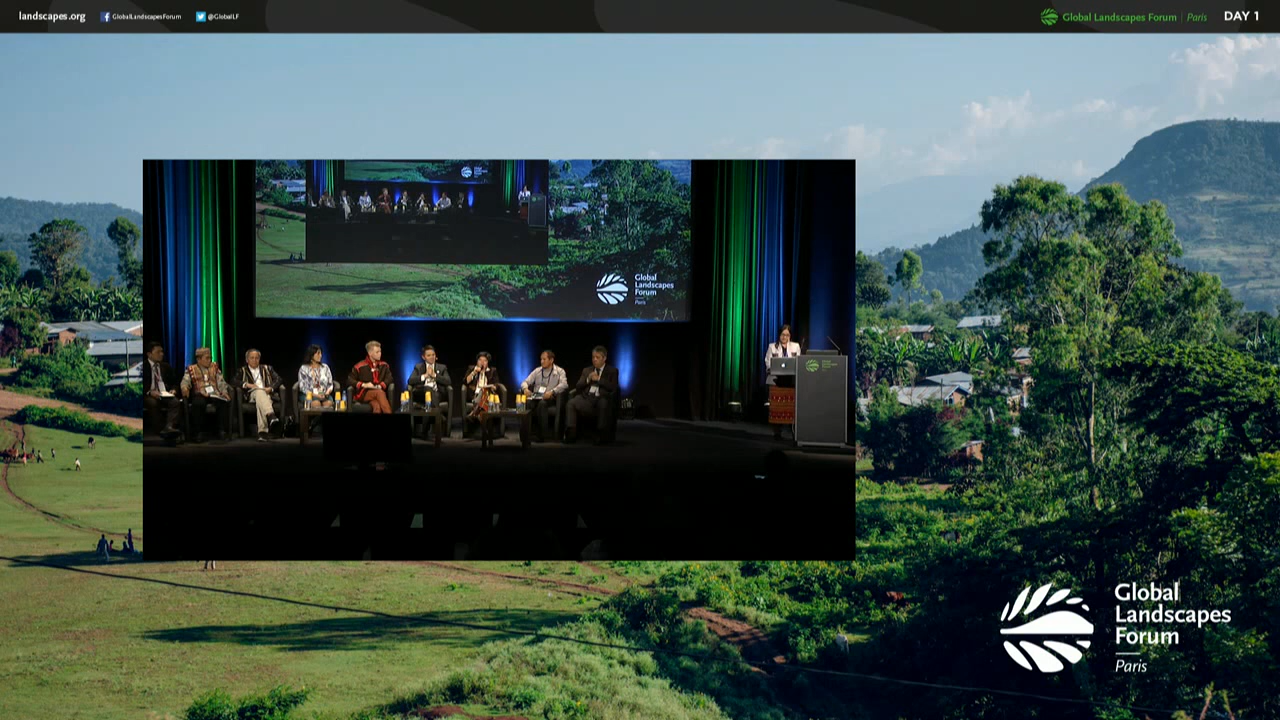 landscapes.org
GlobalLandscapesForum
@GlobalLF
Global Landscapes Forum | Paris
DAY 1
Global
Landscapes
Forum
Paris
Global
Landscapes
Forum
Paris